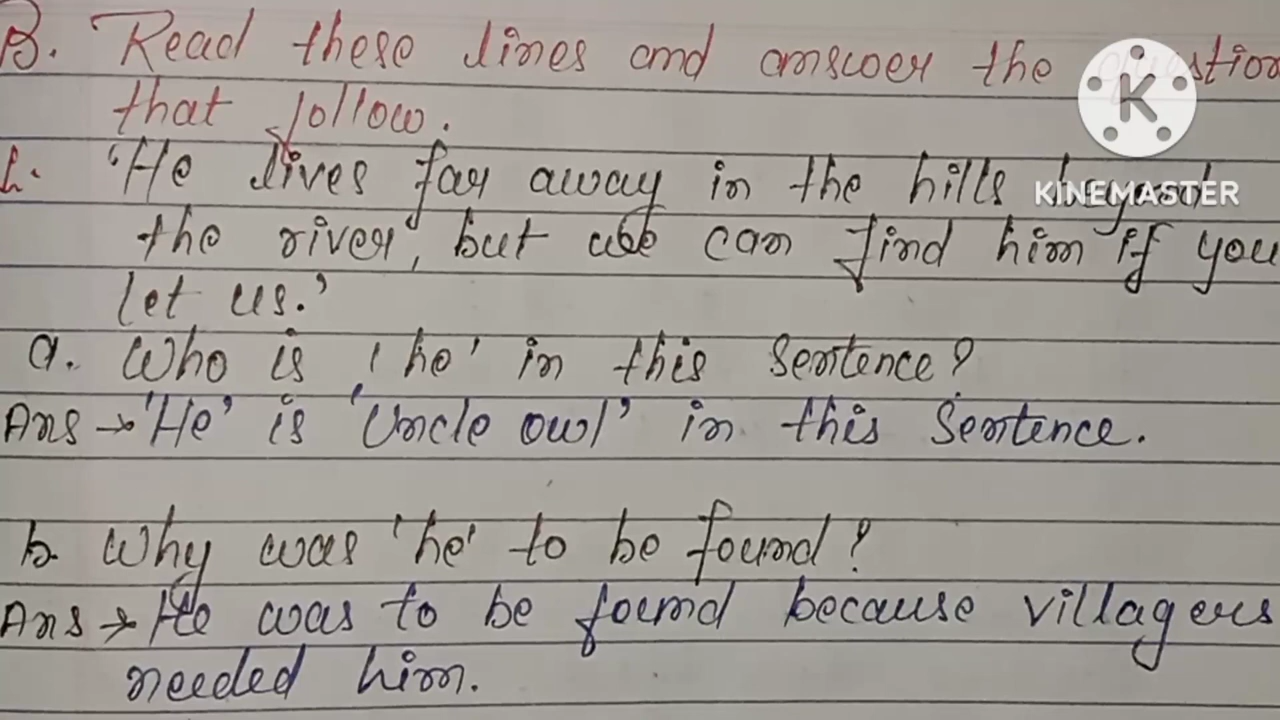 B. Read these lines and answer the question
that follow.
1. 'He lives far away in the hills beyond
the river, but we can find him if you
let us.'
a. Who is 'he' in this sentence?
Ans → 'He' is 'Uncle owl' in this Sentence.
b. Why was 'he' to be found?
Ans → He was to be found because villagers
needed him.
K
KINEMASTER